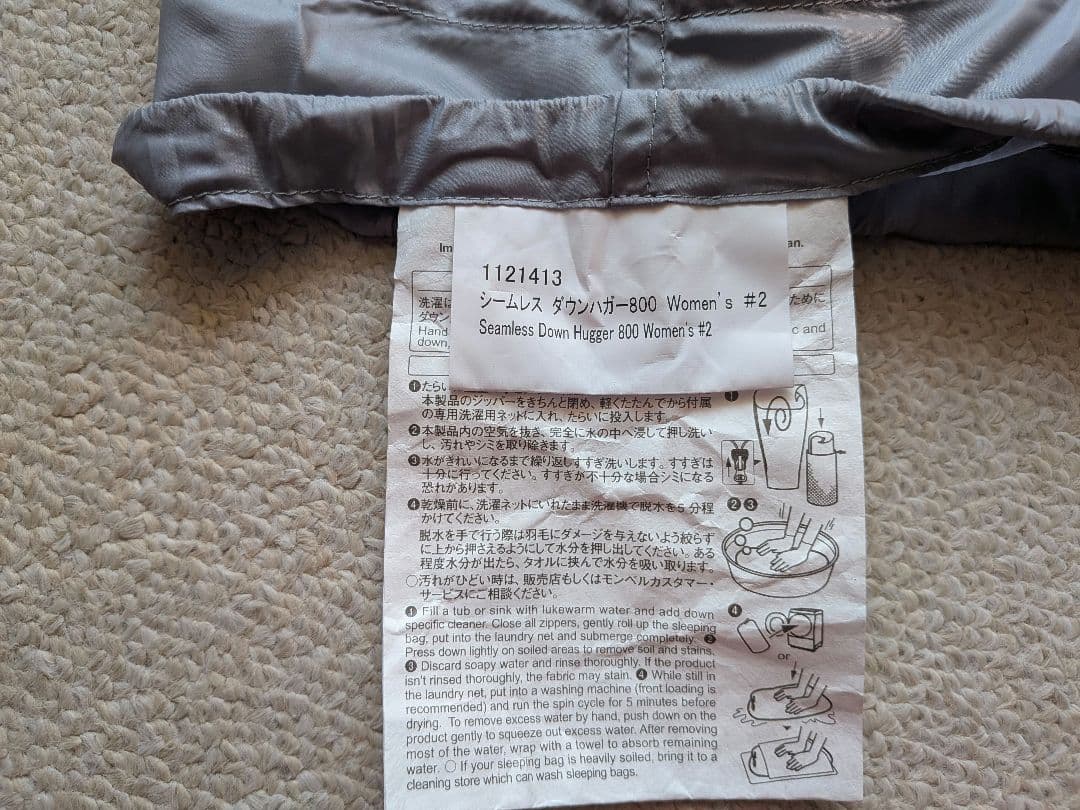 Im
an.
1121413
シームレス ダウンハガー800 Women's #2
Seamless Down Hugger 800 Women's #2
洗濯に
ために
ダウン
Hand
c and
down,
❶たらい
本製品のジッパーをきちんと閉め、軽くたたんでから付属
の専用洗濯用ネットに入れ、たらいに投入します。
❷本製品内の空気を抜き、完全に水の中へ浸して押し洗い
し、汚れやシミを取り除きます。
❸水がきれいになるまで繰り返しすすぎ洗いします。すすぎは
十分に行ってください。すすぎが不十分な場合シミになる
恐れがあります。
❹乾燥前に、洗濯ネットにいれたまま洗濯機で脱水を5分程
かけてください。
脱水を手で行う際は羽毛にダメージを与えないよう絞らず
に上から押さえるようにして水分を押し出してください。ある
程度水分が出たら、タオルに挟んで水分を吸い取ります。
○汚れがひどい時は、販売店もしくはモンベルカスタマー・
サービスにご相談ください。
❶ Fill a tub or sink with lukewarm water and add down
specific cleaner. Close all zippers, gently roll up the sleeping
bag, put into the laundry net and submerge completely. ❷
Press down lightly on soiled areas to remove soil and stains.
❸ Discard soapy water and rinse thoroughly. If the product
isn't rinsed thoroughly, the fabric may stain. ❹ While still in
the laundry net, put into a washing machine (front loading is
recommended) and run the spin cycle for 5 minutes before
drying. To remove excess water by hand, push down on the
product gently to squeeze out excess water. After removing
most of the water, wrap with a towel to absorb remaining
water. ○ If your sleeping bag is heavily soiled, bring it to a
cleaning store which can wash sleeping bags.
❶
❷❸
❹
or